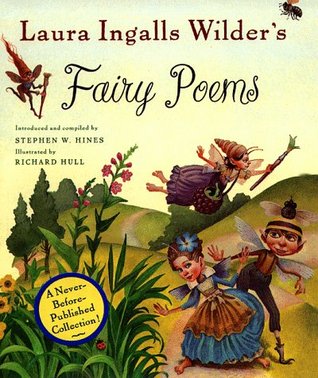 Laura Ingalls Wilder's
Fairy Poems
Introduced and compiled by
STEPHEN W. HINES
Illustrated by
RICHARD HULL
A Never-
Before-
Published
Collection!